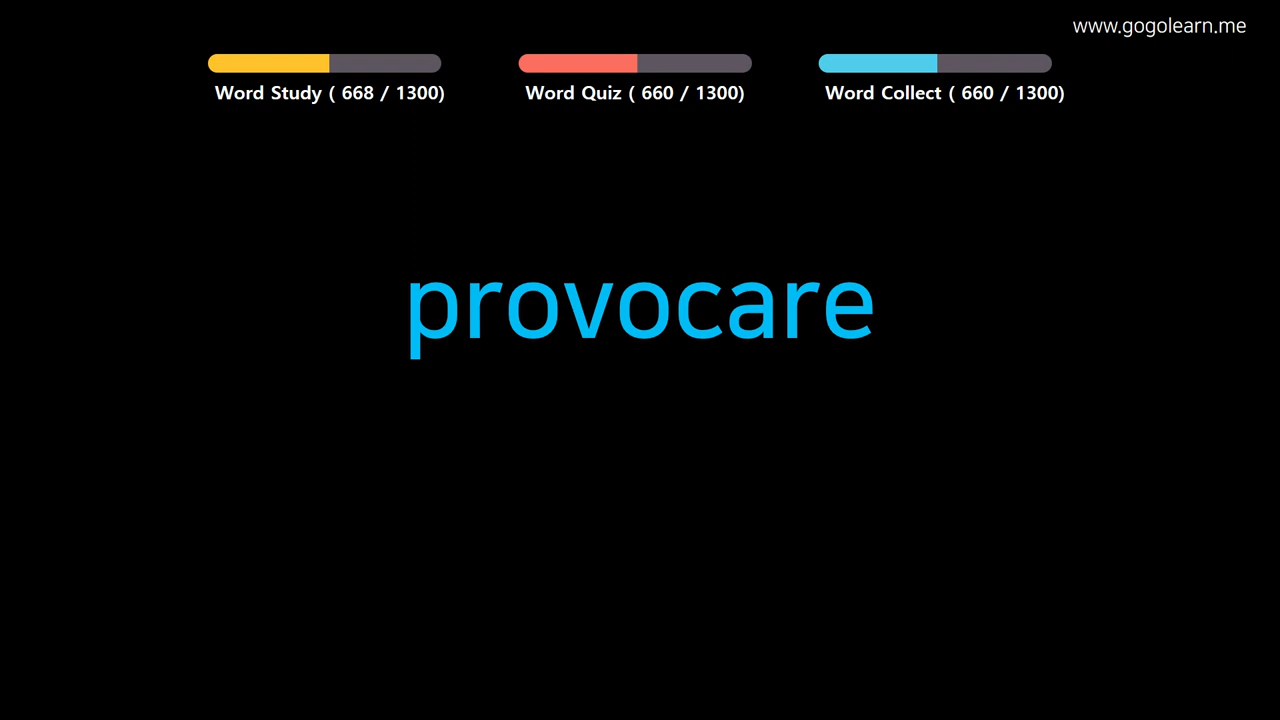 www.gogolearn.me
Word Study ( 668 / 1300)
Word Quiz ( 660 / 1300)
Word Collect ( 660 / 1300)
provocare